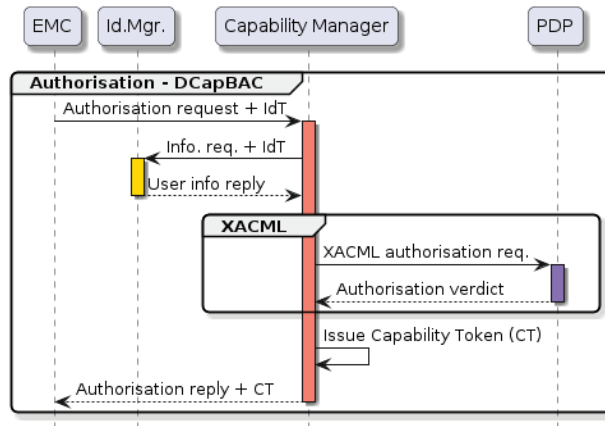 EMC
Id.Mgr.
Capability Manager
PDP
Authorisation - DCapBAC
Authorisation request + IdT
Info. req. + IdT
User info reply
XACML
XACML authorisation req.
Authorisation verdict
Issue Capability Token (CT)
Authorisation reply + CT